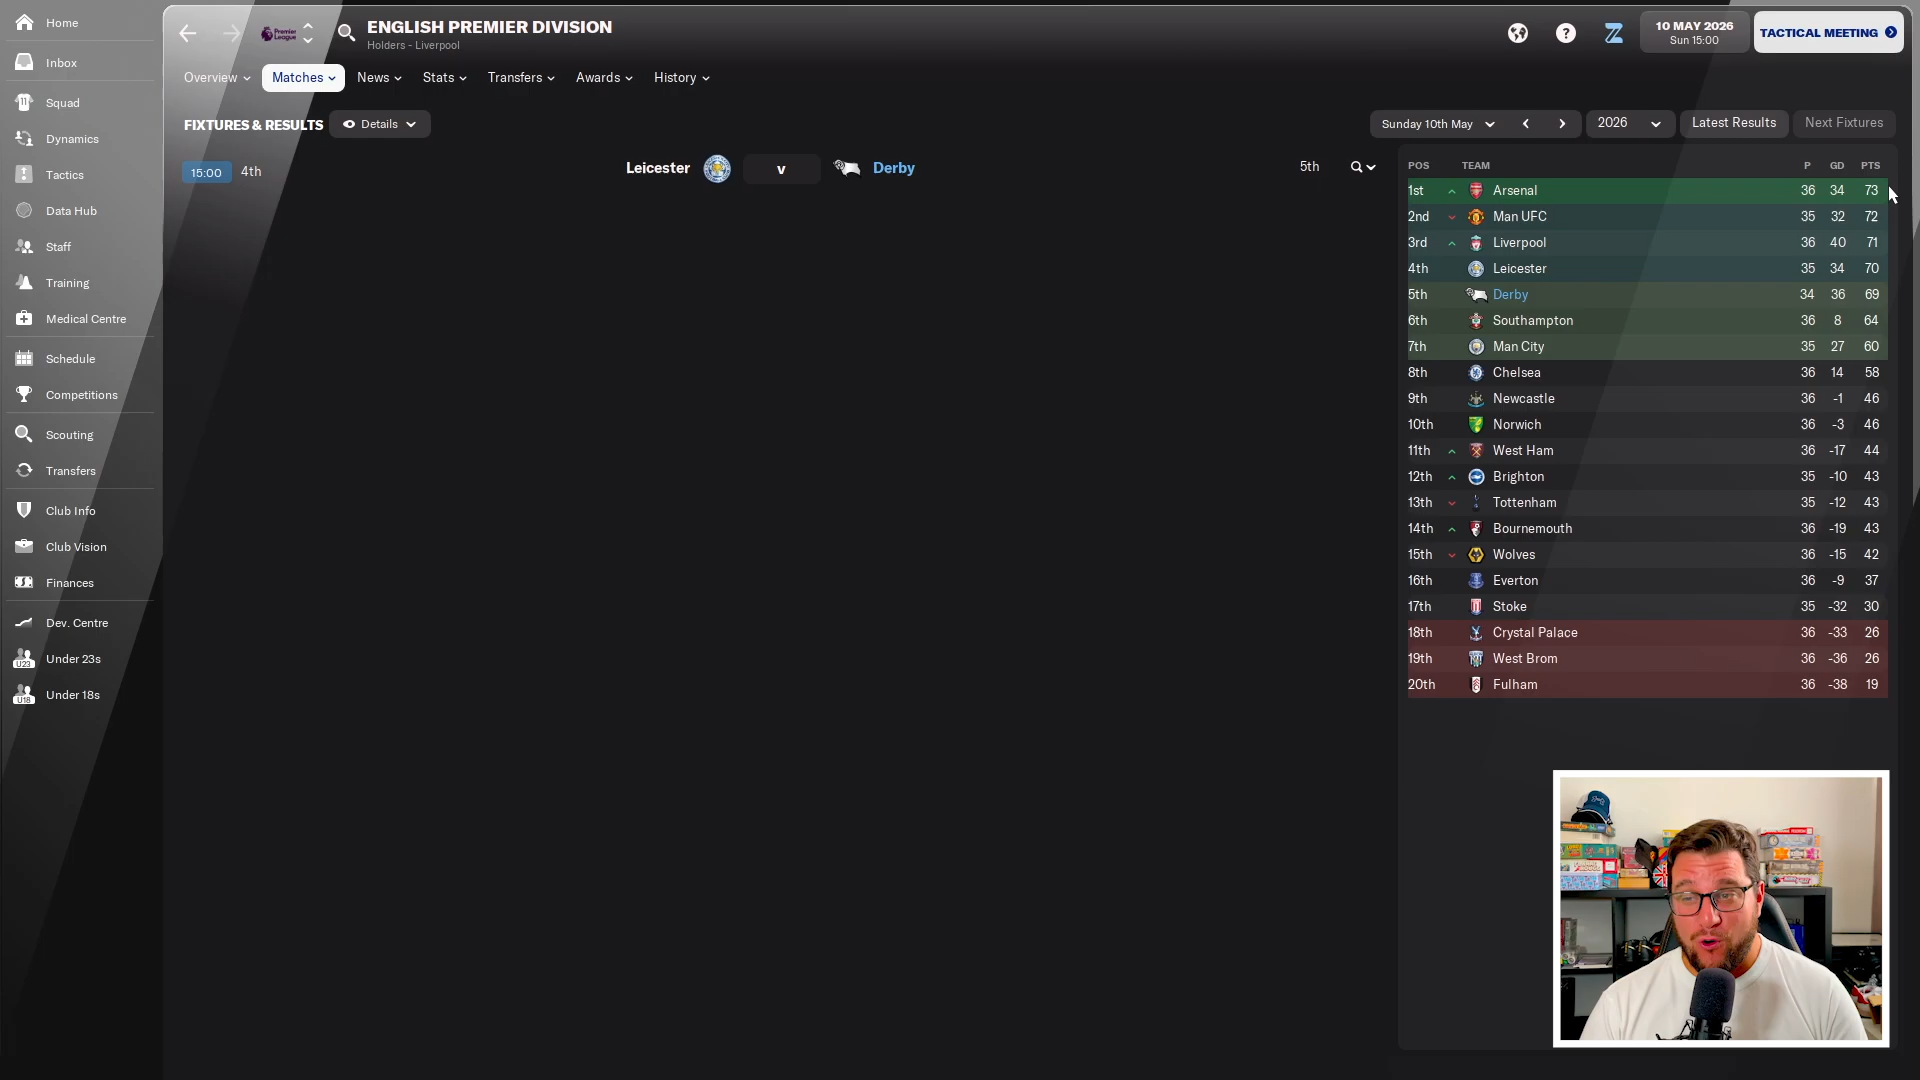 Home
Inbox
Squad
Dynamics
Tactics
Data Hub
Staff
Training
Medical Centre
Schedule
Competitions
Scouting
Transfers
Club Info
Club Vision
Finances
Dev. Centre
U23 Under 23s
U18 Under 18s
Premier League
ENGLISH PREMIER DIVISION
Holders - Liverpool
10 MAY 2026
Sun 15:00
TACTICAL MEETING
Overview Matches News Stats Transfers Awards History
FIXTURES & RESULTS Details Sunday 10th May 2026 Latest Results Next Fixtures
15:00 4th Leicester v Derby 5th
POS TEAM P GD PTS
1st Arsenal 36 34 73
2nd Man UFC 35 32 72
3rd Liverpool 36 40 71
4th Leicester 35 34 70
5th Derby 34 36 69
6th Southampton 36 8 64
7th Man City 35 27 60
8th Chelsea 36 14 58
9th Newcastle 36 -1 46
10th Norwich 36 -3 46
11th West Ham 36 -17 44
12th Brighton 35 -10 43
13th Tottenham 35 -12 43
14th Bournemouth 36 -19 43
15th Wolves 36 -15 42
16th Everton 36 -9 37
17th Stoke 35 -32 30
18th Crystal Palace 36 -33 26
19th West Brom 36 -36 26
20th Fulham 36 -38 19